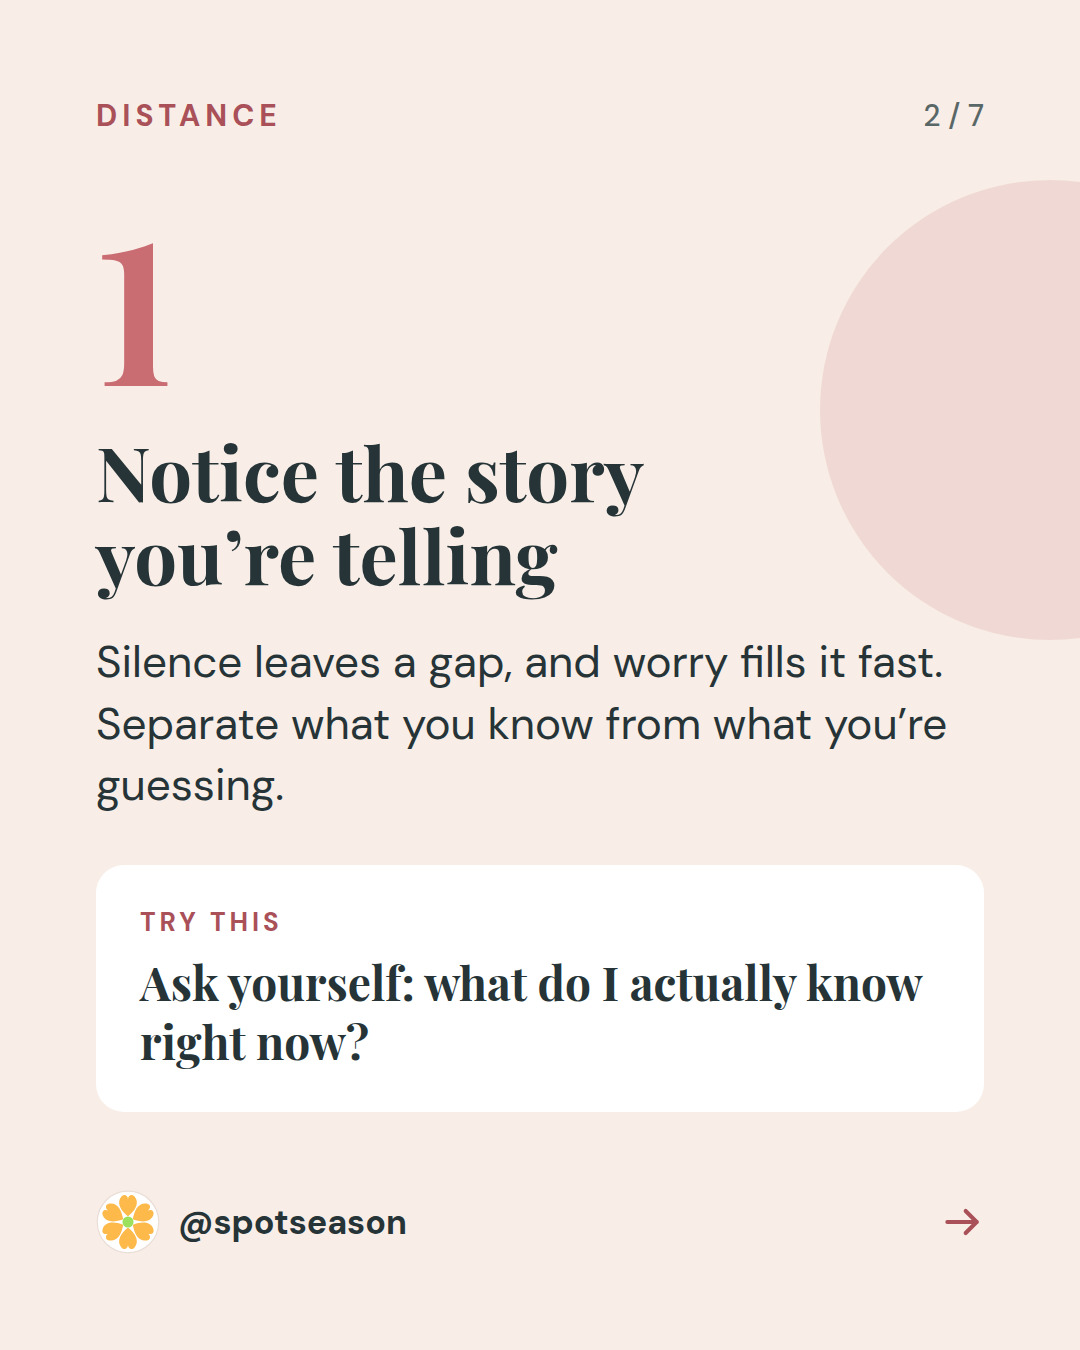 DISTANCE
2 / 7
1
Notice the story
you’re telling
Silence leaves a gap, and worry fills it fast.
Separate what you know from what you’re
guessing.
TRY THIS
Ask yourself: what do I actually know
right now?
@spotseason